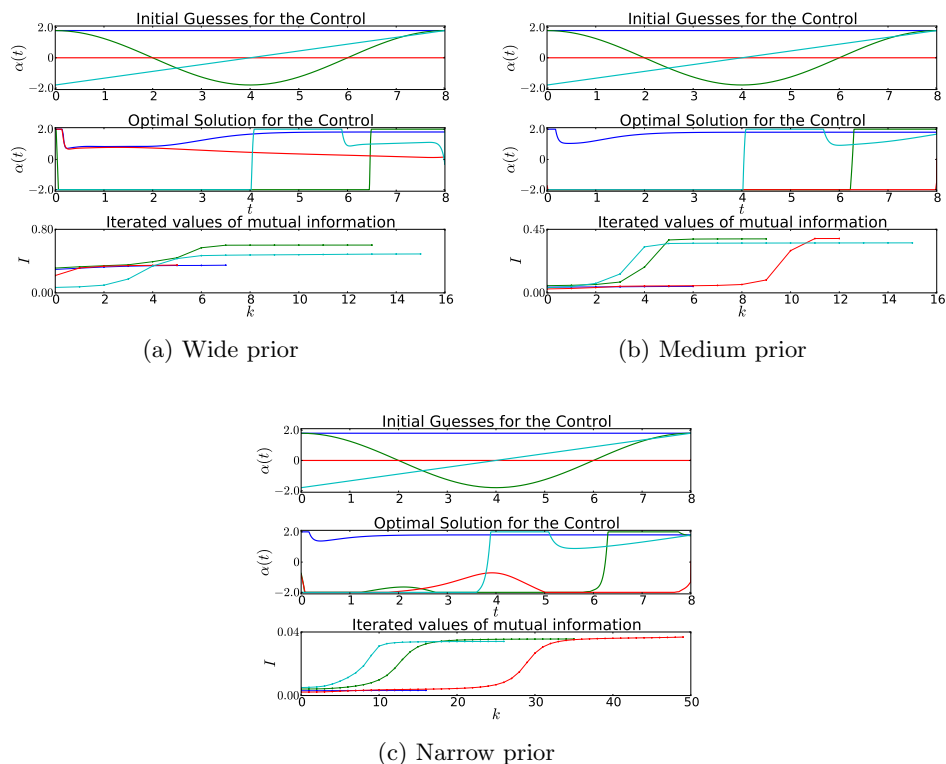 Initial Guesses for the Control
2.0
0
−2.0
α(t)
0 1 2 3 4 5 6 7 8
Optimal Solution for the Control
2.0
0
−2.0
α(t)
0 1 2 3 4 5 6 7 8
t
Iterated values of mutual information
0.80
0.00
I
0 2 4 6 8 10 12 14 16
k
(a) Wide prior
Initial Guesses for the Control
2.0
0
−2.0
α(t)
0 1 2 3 4 5 6 7 8
Optimal Solution for the Control
2.0
0
−2.0
α(t)
0 1 2 3 4 5 6 7 8
t
Iterated values of mutual information
0.45
0.00
I
0 2 4 6 8 10 12 14 16
k
(b) Medium prior
Initial Guesses for the Control
2.0
0
−2.0
α(t)
0 1 2 3 4 5 6 7 8
Optimal Solution for the Control
2.0
0
−2.0
α(t)
0 1 2 3 4 5 6 7 8
t
Iterated values of mutual information
0.04
0.00
I
10 20 30 40 50
k
(c) Narrow prior